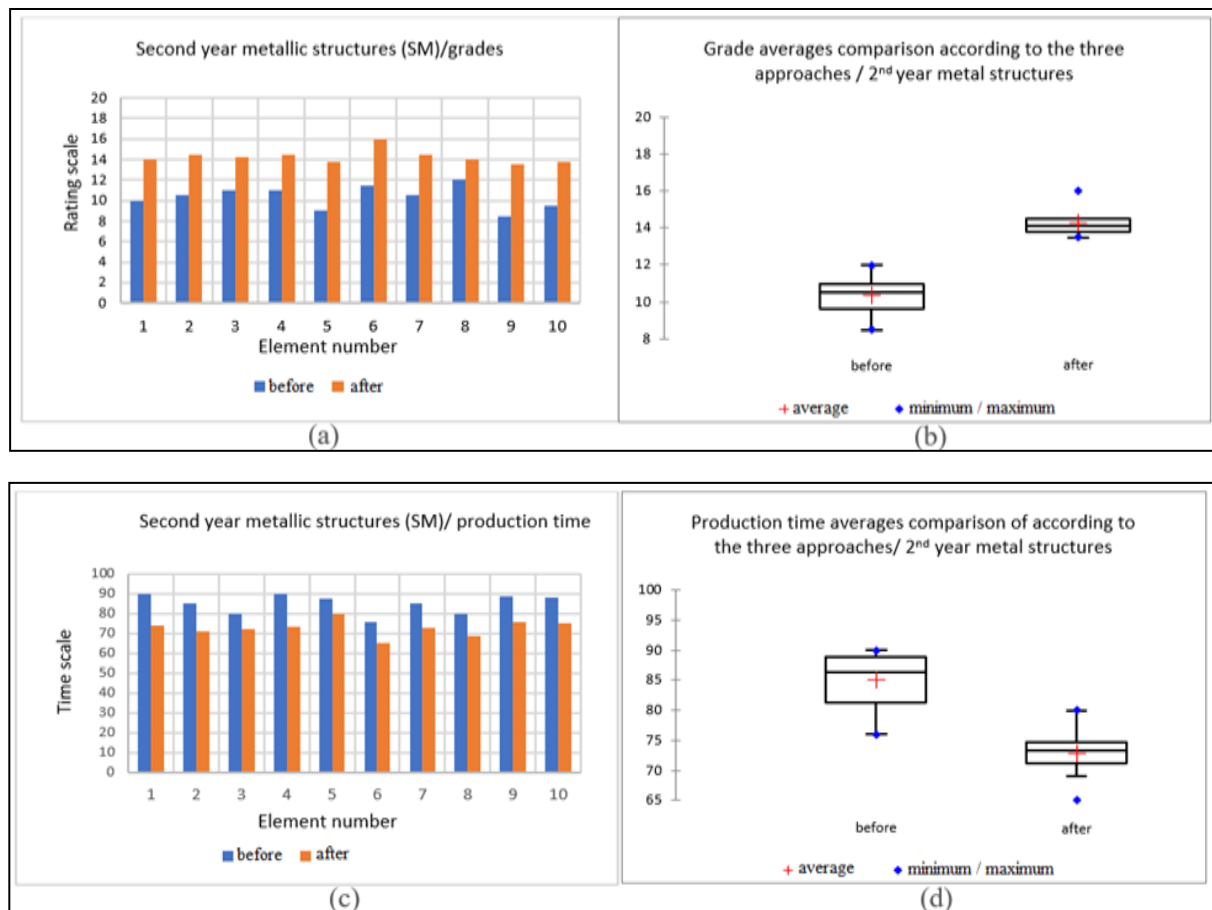 Second year metallic structures (SM)/grades
20
18
16
14
12
10
8
6
4
2
0
Rating scale
1 2 3 4 5 6 7 8 9 10
Element number
before after
(a)
Grade averages comparison according to the three
approaches / 2nd year metal structures
20
18
16
14
12
10
8
before after
average minimum / maximum
(b)
Second year metallic structures (SM)/ production time
100
90
80
70
60
50
40
30
20
10
0
Time scale
1 2 3 4 5 6 7 8 9 10
Element number
before after
(c)
Production time averages comparison of according to
the three approaches/ 2nd year metal structures
100
95
90
85
80
75
70
65
before after
average minimum / maximum
(d)